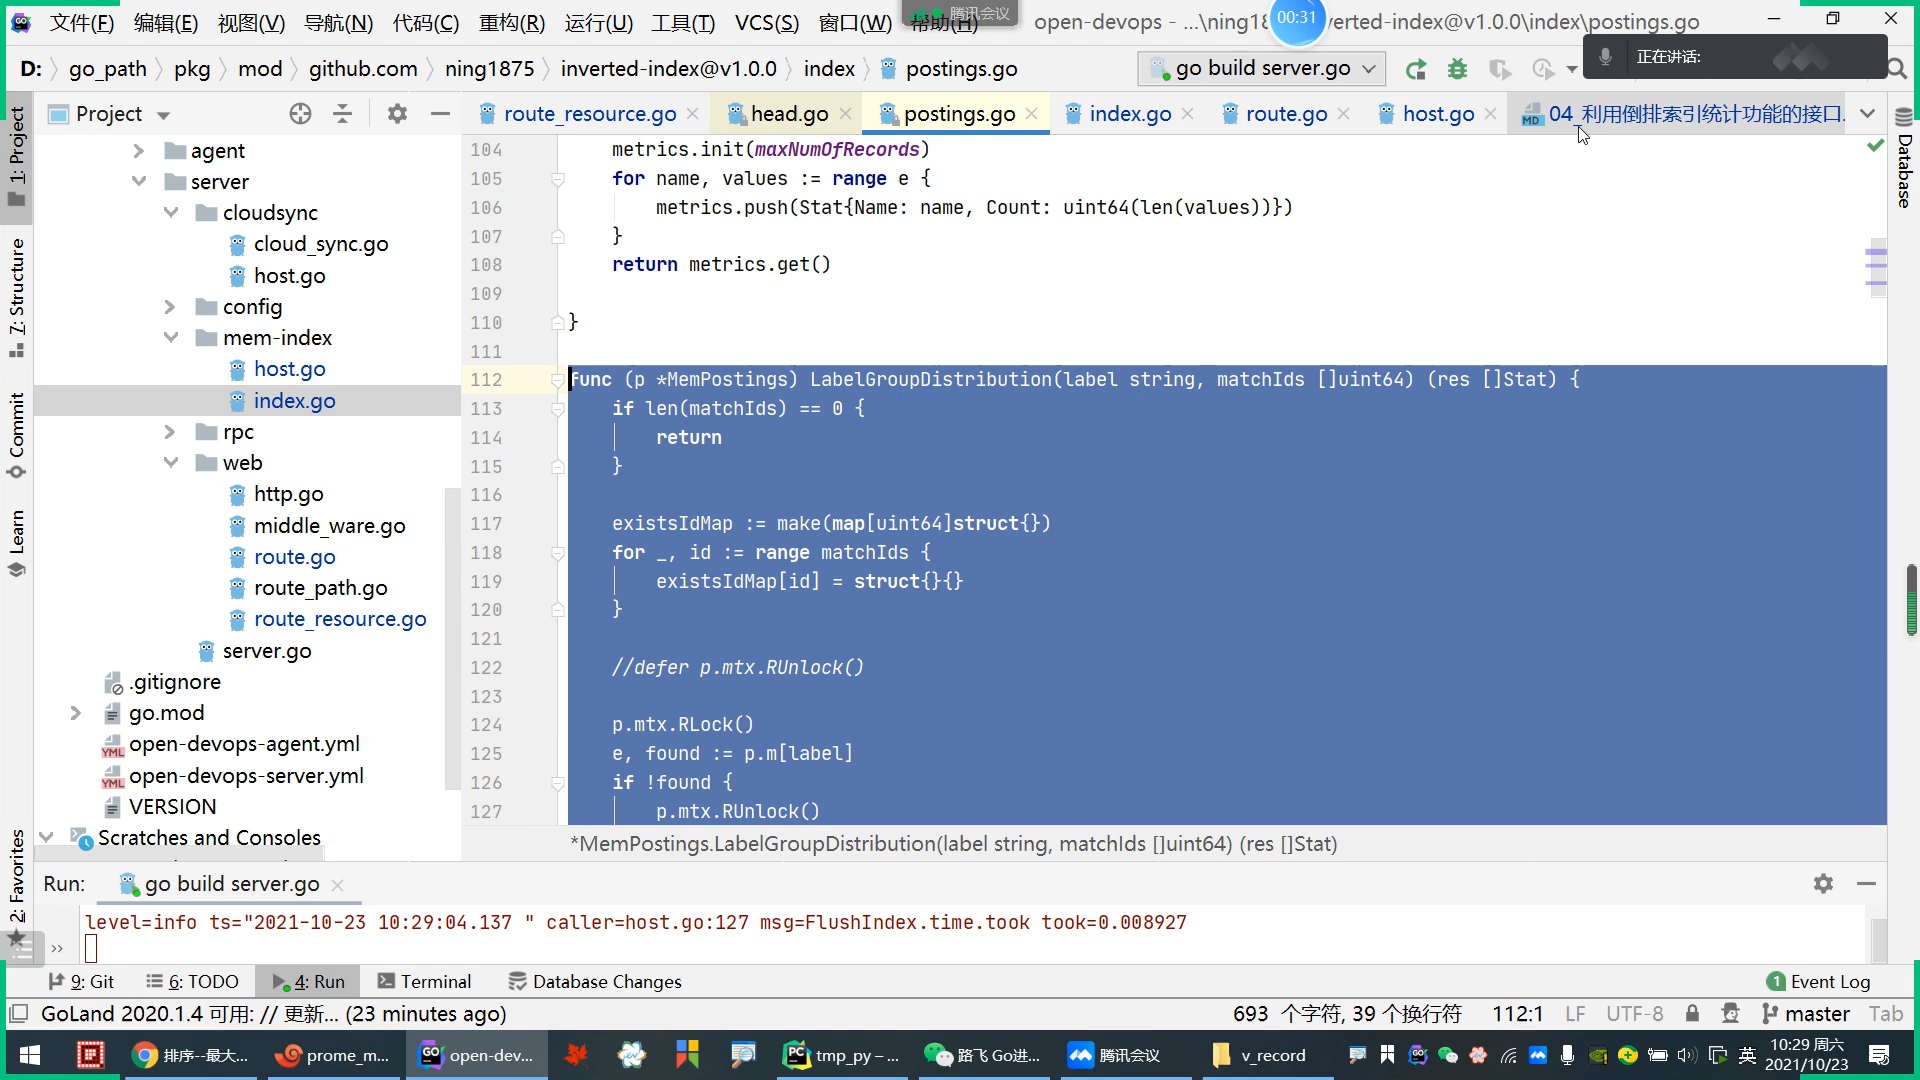 文件(F) 编辑(E) 视图(V) 导航(N) 代码(C) 重构(R) 运行(U) 工具(T) VCS(S) 窗口(W) 帮助(H) 腾讯会议 open-devops - ...\ning18 00:31 verted-index@v1.0.0\index\postings.go
正在讲话:
D: go_path pkg mod github.com ning1875 inverted-index@v1.0.0 index postings.go go build server.go
Project route_resource.go head.go postings.go index.go route.go host.go 04_利用倒排索引统计功能的接口.
1: Project
7: Structure
Commit
Learn
2: Favorites
Database
agent
server
cloudsync
cloud_sync.go
host.go
config
mem-index
host.go
index.go
rpc
web
http.go
middle_ware.go
route.go
route_path.go
route_resource.go
server.go
.gitignore
go.mod
YML open-devops-agent.yml
YML open-devops-server.yml
VERSION
Scratches and Consoles
104 metrics.init(maxNumOfRecords)
105 for name, values := range e {
106 metrics.push(Stat{Name: name, Count: uint64(len(values))})
107 }
108 return metrics.get()
109
110 }
111
112 func (p *MemPostings) LabelGroupDistribution(label string, matchIds []uint64) (res []Stat) {
113 if len(matchIds) == 0 {
114 return
115 }
116
117 existsIdMap := make(map[uint64]struct{})
118 for _, id := range matchIds {
119 existsIdMap[id] = struct{}{}
120 }
121
122 //defer p.mtx.RUnlock()
123
124 p.mtx.RLock()
125 e, found := p.m[label]
126 if !found {
127 p.mtx.RUnlock()
*MemPostings.LabelGroupDistribution(label string, matchIds []uint64) (res []Stat)
Run: go build server.go
level=info ts="2021-10-23 10:29:04.137 " caller=host.go:127 msg=FlushIndex.time.took took=0.008927
9: Git 6: TODO 4: Run Terminal Database Changes 1 Event Log
GoLand 2020.1.4 可用: // 更新... (23 minutes ago) 693 个字符, 39 个换行符 112:1 LF UTF-8 master Tab
排序--最大... prome_m... GO open-dev... PC tmp_py – ... 路飞 Go进... 腾讯会议 v_record 英 10:29 周六
2021/10/23